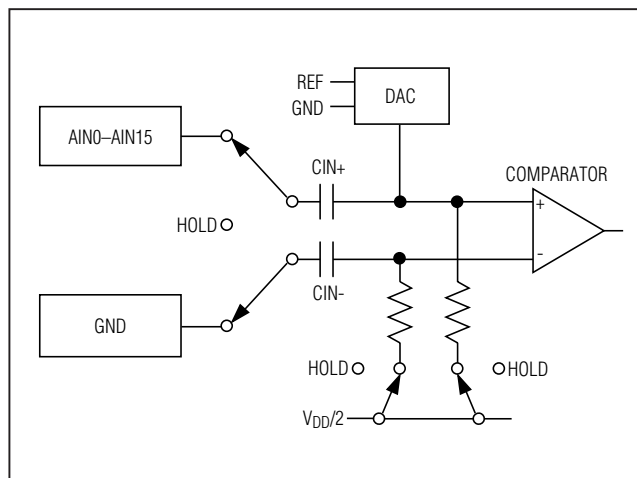 REF
GND
DAC
AIN0–AIN15
CIN+
COMPARATOR
HOLD
+
-
CIN-
GND
HOLD
HOLD
VDD/2